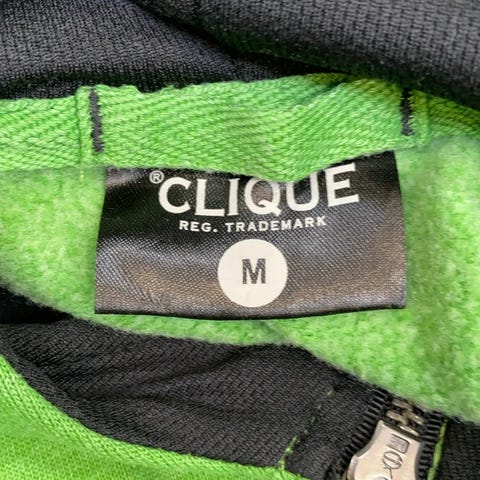 ® CLIQUE
REG. TRADEMARK
M